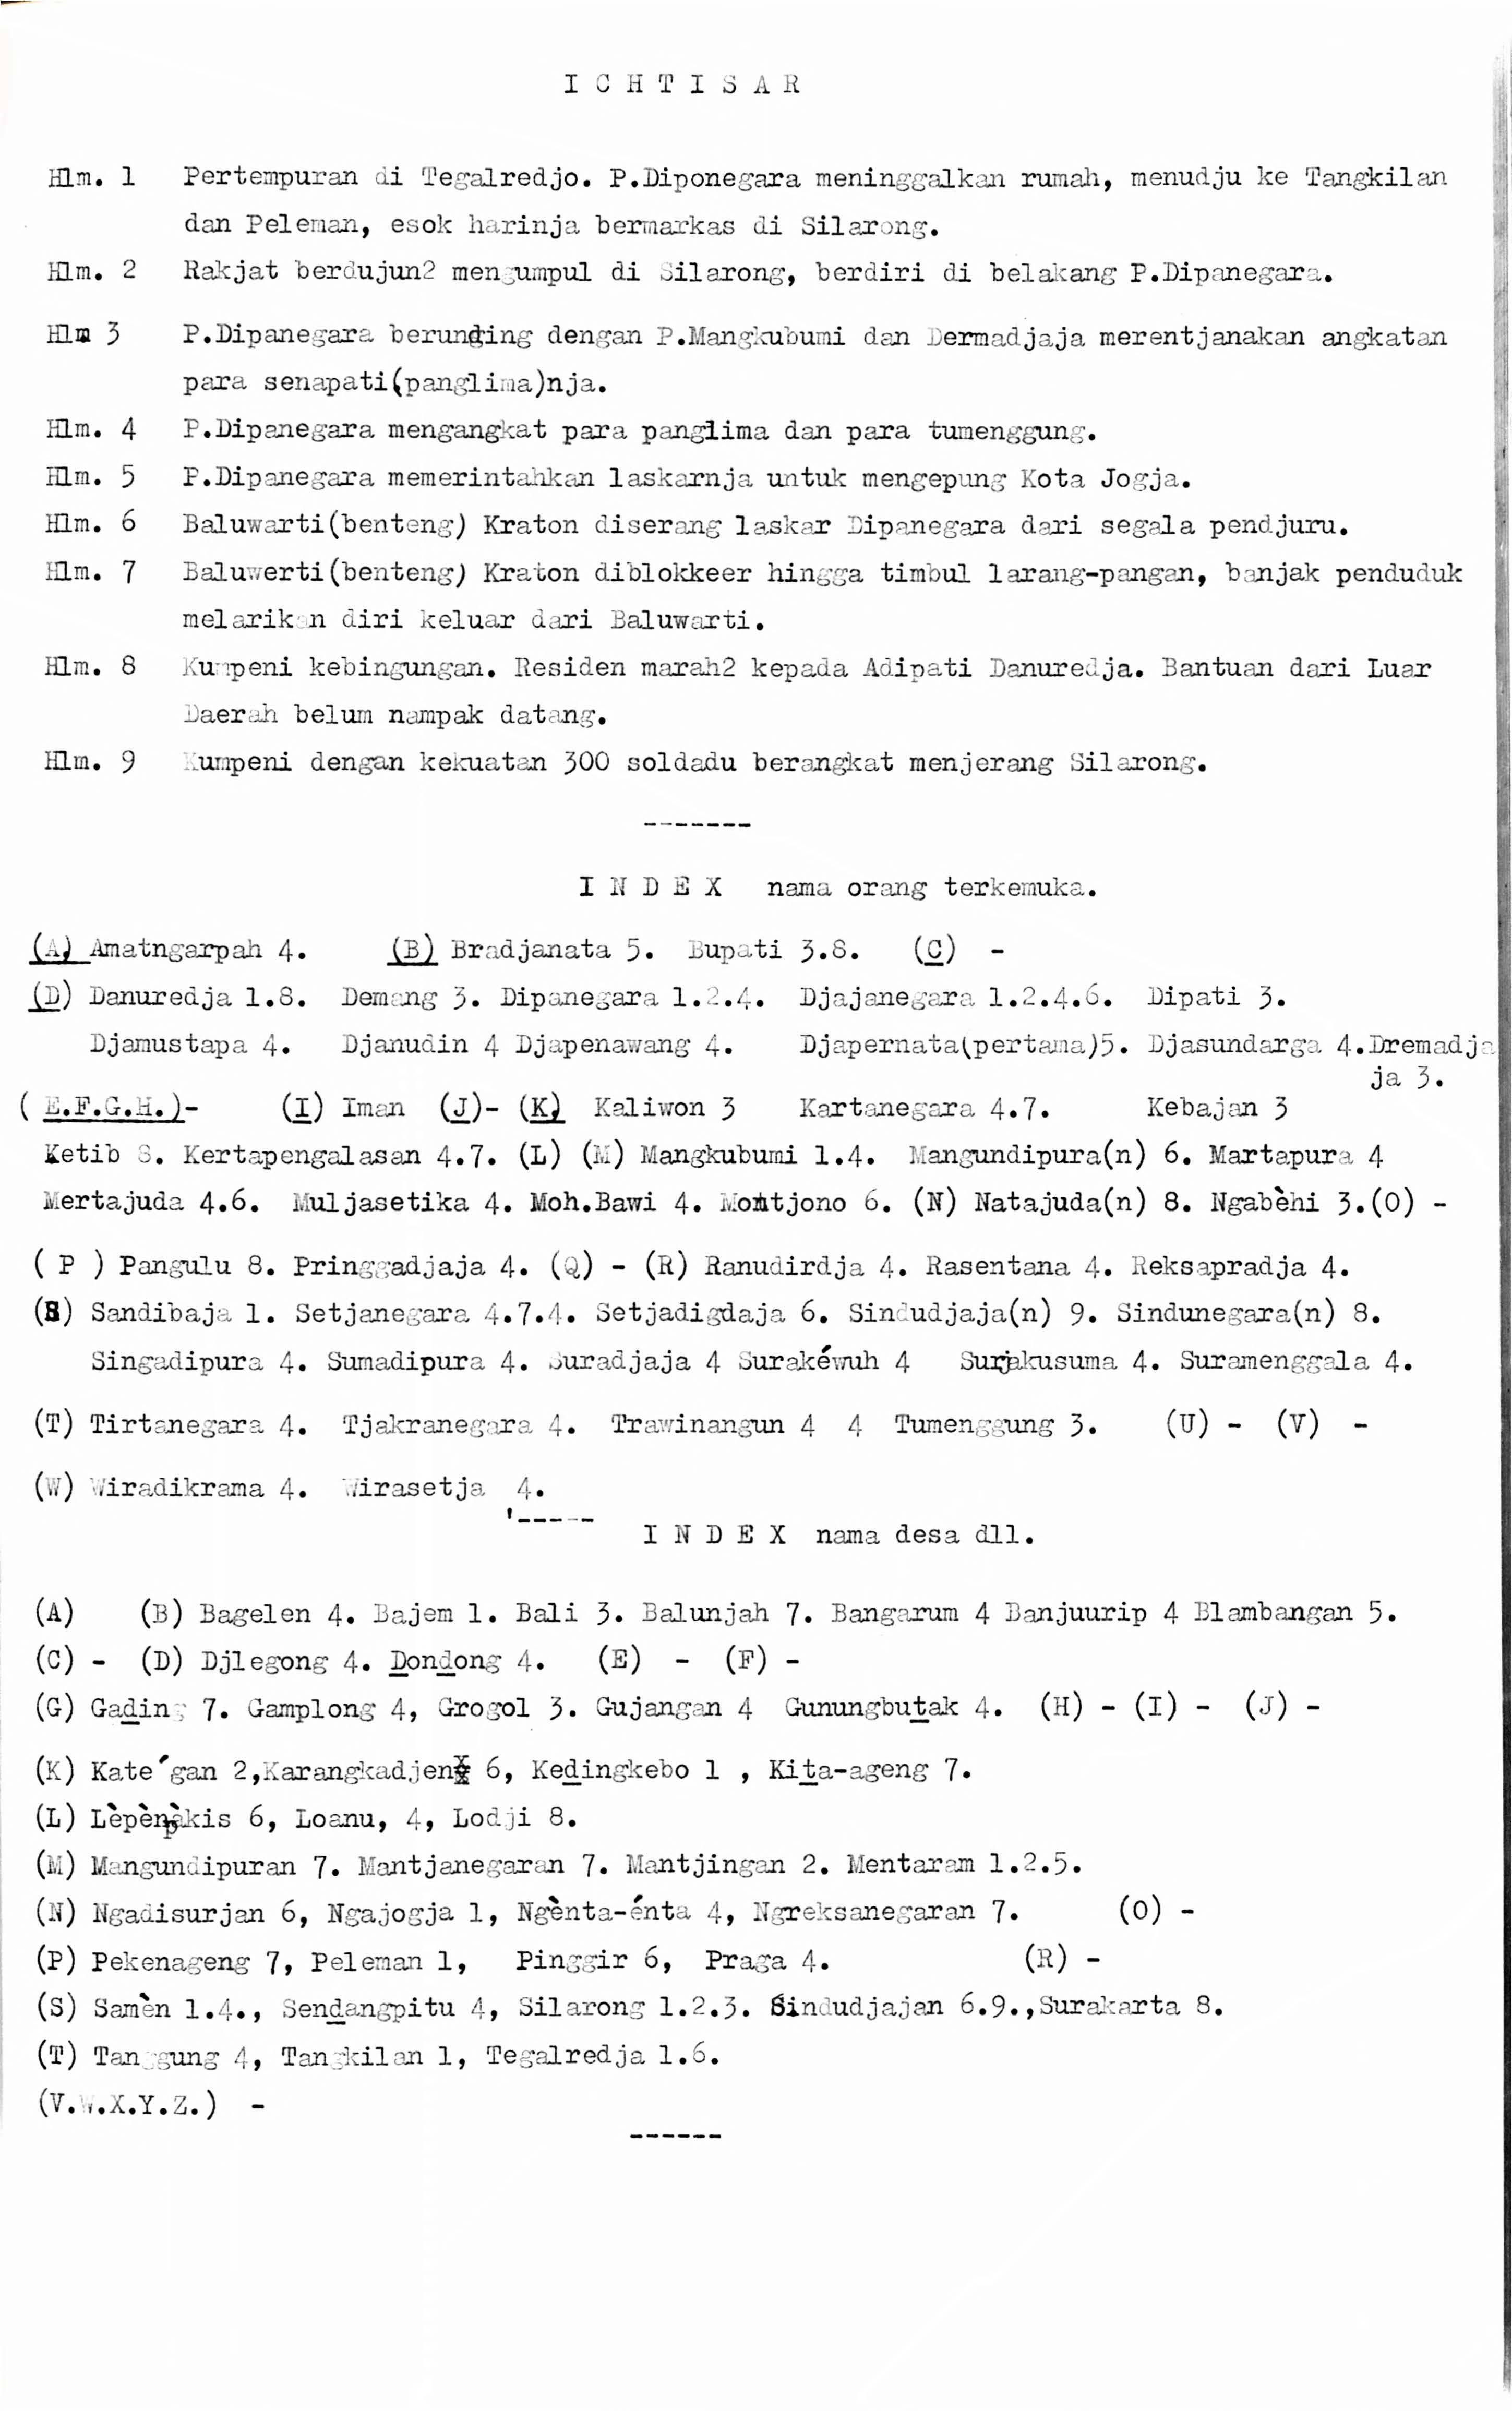 I C H T I S A R
Hlm. 1 Pertempuran di Tegalredjo. P.Diponegara meninggalkan rumah, menudju ke Tangkilan
dan Peleman, esok harinja bermarkas di Silarong.
Hlm. 2 Rakjat berdujun2 mengumpul di Silarong, berdiri di belakang P.Dipanegara.
Hlm 3 P.Dipanegara berunding dengan P.Mangkubumi dan Dermadjaja merentjanakan angkatan
para senapati(panglima)nja.
Hlm. 4 P.Dipanegara mengangkat para panglima dan para tumenggung.
Hlm. 5 P.Dipanegara memerintahkan laskarnja untuk mengepung Kota Jogja.
Hlm. 6 Baluwarti(benteng) Kraton diserang laskar Dipanegara dari segala pendjuru.
Hlm. 7 Baluwerti(benteng) Kraton diblokkeer hingga timbul larang-pangan, banjak penduduk
melarikan diri keluar dari Baluwarti.
Hlm. 8 Kumpeni kebingungan. Residen marah2 kepada Adipati Danuredja. Bantuan dari Luar
Daerah belum nampak datang.
Hlm. 9 Kumpeni dengan kekuatan 300 soldadu berangkat menjerang Silarong.
-------
I N D E X nama orang terkemuka.
(A) Amatngarpah 4. (B) Bradjanata 5. Bupati 3.8. (C) -
(D) Danuredja 1.8. Demang 3. Dipanegara 1.2.4. Djajanegara 1.2.4.6. Dipati 3.
Djamustapa 4. Djanudin 4 Djapenawang 4. Djapernata(pertama)5. Djasundarga 4.Dremadja
ja 3.
( E.F.G.H.)- (I) Iman (J)- (K) Kaliwon 3 Kartanegara 4.7. Kebajan 3
Ketib 8. Kertapengalasan 4.7. (L) (M) Mangkubumi 1.4. Mangundipura(n) 6. Martapura 4
Mertajuda 4.6. Muljasetika 4. Moh.Bawi 4. Montjono 6. (N) Natajuda(n) 8. Ngabèhi 3.(O) -
( P ) Pangulu 8. Pringgadjaja 4. (Q) - (R) Ranudirdja 4. Rasentana 4. Reksapradja 4.
(S) Sandibaja 1. Setjanegara 4.7.4. Setjadigdaja 6. Sindudjaja(n) 9. Sindunegara(n) 8.
Singadipura 4. Sumadipura 4. Suradjaja 4 Surakéwuh 4 Surjakusuma 4. Suramenggala 4.
(T) Tirtanegara 4. Tjakranegara 4. Trawinangun 4 4 Tumenggung 3. (U) - (V) -
(W) Wiradikrama 4. Wirasetja 4.
'-----
I N D E X nama desa dll.
(A) (B) Bagelen 4. Bajem 1. Bali 3. Balunjah 7. Bangarum 4 Banjuurip 4 Blambangan 5.
(C) - (D) Djlegong 4. Dondong 4. (E) - (F) -
(G) Gading 7. Gamplong 4, Grogol 3. Gujangan 4 Gunungbutak 4. (H) - (I) - (J) -
(K) Kate´gan 2,Karangkadjen 6, Kedingkebo 1 , Kita-ageng 7.
(L) Lèpènpàkis 6, Loanu, 4, Lodji 8.
(M) Mangundipuran 7. Mantjanegaran 7. Mantjingan 2. Mentaram 1.2.5.
(N) Ngadisurjan 6, Ngajogja 1, Ngènta-énta 4, Ngreksanegaran 7. (O) -
(P) Pekenageng 7, Peleman 1, Pinggir 6, Praga 4. (R) -
(S) Samèn 1.4., Sendangpitu 4, Silarong 1.2.3. Sindudjajan 6.9.,Surakarta 8.
(T) Tanggung 4, Tangkilan 1, Tegalredja 1.6.
(V.W.X.Y.Z.) -
------